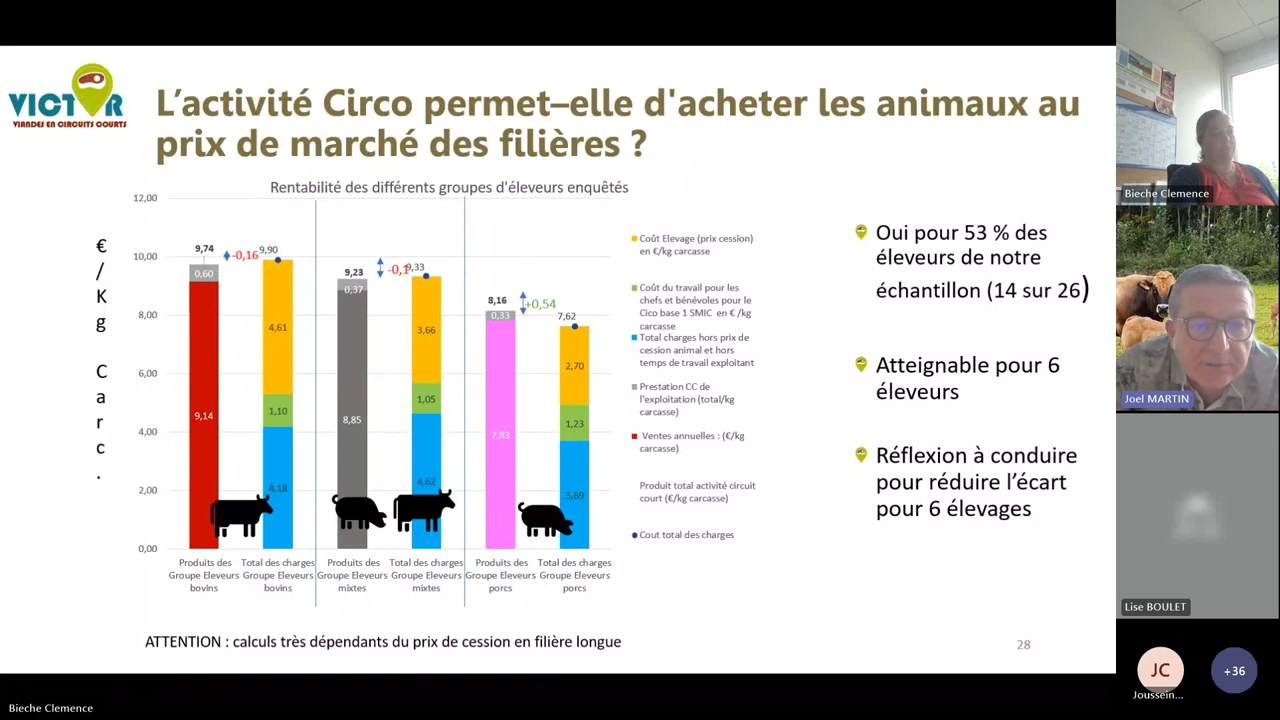 VICTOR
VIANDES EN CIRCUITS COURTS
L'activité Circo permet–elle d'acheter les animaux au
prix de marché des filières ?
Rentabilité des différents groupes d'éleveurs enquêtés
€
/
K
g
C
a
r
c
.
12,00
10,00
8,00
6,00
4,00
2,00
0,00
9,74
-0,16
9,90
0,60
9,14
4,61
1,10
4,18
9,23
-0,1
9,33
0,37
8,85
3,66
1,05
4,62
8,16
+0,54
7,62
0,33
7,83
2,70
1,23
3,69
Produits des
Groupe Eleveurs
bovins
Total des charges
Groupe Eleveurs
bovins
Produits des
Groupe Eleveurs
mixtes
Total des charges
Groupe Eleveurs
mixtes
Produits des
Groupe Eleveurs
porcs
Total des charges
Groupe Eleveurs
porcs
Coût Elevage (prix cession)
en €/kg carcasse
Coût du travail pour les
chefs et bénévoles pour le
Cico base 1 SMIC en € /kg
carcasse
Total charges hors prix de
cession animal et hors
temps de travail exploitant
Prestation CC de
l'exploitation (total/kg
carcasse)
Ventes annuelles : (€/kg
carcasse)
Produit total activité circuit
court (€/kg carcasse)
Cout total des charges
Oui pour 53 % des
éleveurs de notre
échantillon (14 sur 26)
Atteignable pour 6
éleveurs
Réflexion à conduire
pour réduire l'écart
pour 6 élevages
ATTENTION : calculs très dépendants du prix de cession en filière longue
28
Bieche Clemence
Joel MARTIN
Lise BOULET
JC
Joussein...
+36
Bieche Clemence